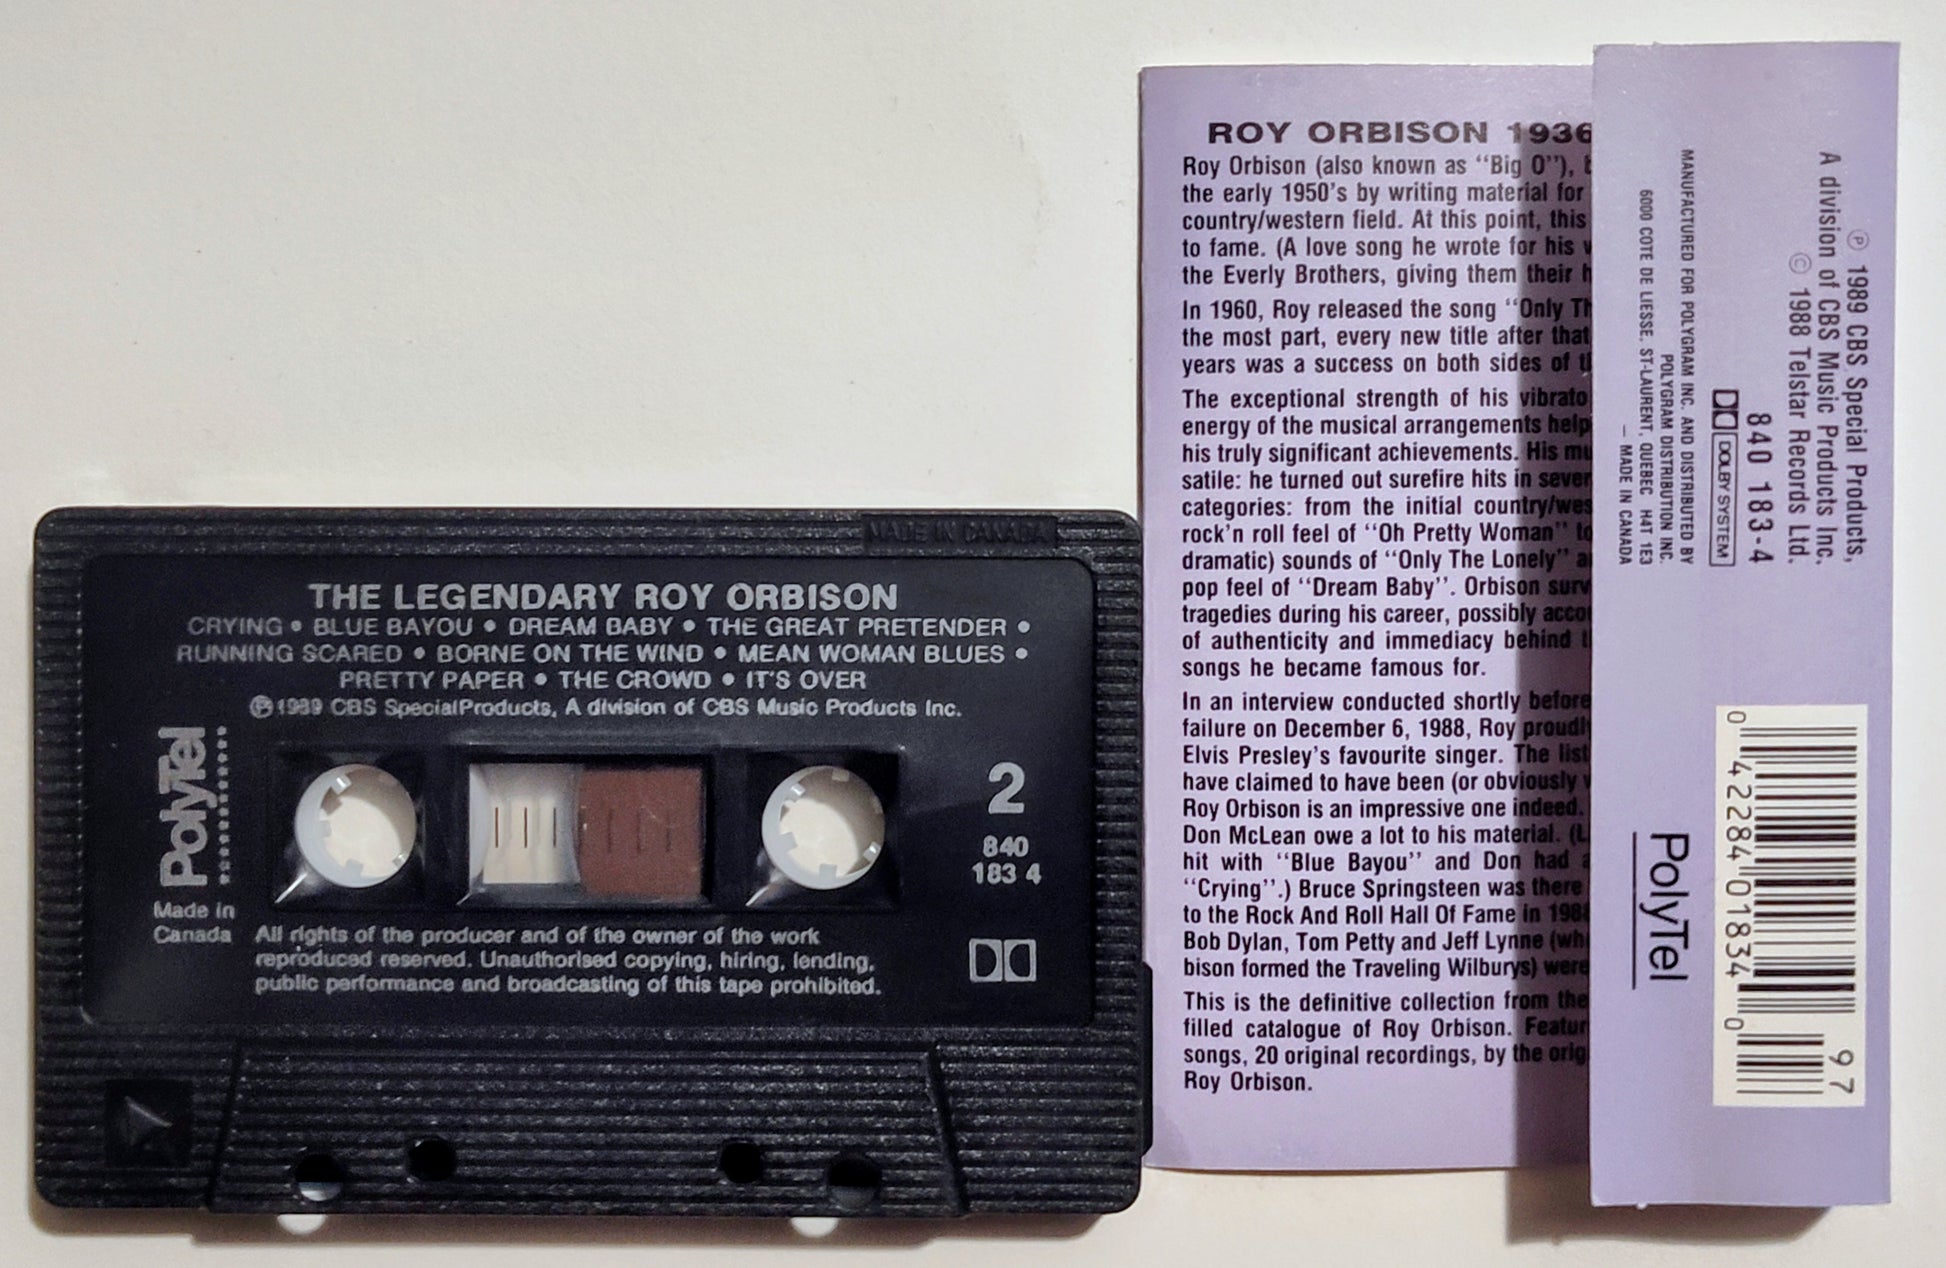 MADE IN CANADA
THE LEGENDARY ROY ORBISON
CRYING • BLUE BAYOU • DREAM BABY • THE GREAT PRETENDER •
RUNNING SCARED • BORNE ON THE WIND • MEAN WOMAN BLUES •
PRETTY PAPER • THE CROWD • IT'S OVER
℗1989 CBS SpecialProducts, A division of CBS Music Products Inc.
PolyTel
Made in
Canada
2
840
183 4
All rights of the producer and of the owner of the work
reproduced reserved. Unauthorised copying, hiring, lending,
public performance and broadcasting of this tape prohibited.
ROY ORBISON 1936
Roy Orbison (also known as "Big O"),
the early 1950's by writing material for
country/western field. At this point, this
to fame. (A love song he wrote for his
the Everly Brothers, giving them their
In 1960, Roy released the song "Only
the most part, every new title after that
years was a success on both sides of
The exceptional strength of his vibrato
energy of the musical arrangements help
his truly significant achievements. His
satile: he turned out surefire hits in
categories: from the initial country/wes
rock'n roll feel of "Oh Pretty Woman"
dramatic) sounds of "Only The Lonely"
pop feel of "Dream Baby". Orbison surv
tragedies during his career, possibly
of authenticity and immediacy behind
songs he became famous for.
In an interview conducted shortly before
failure on December 6, 1988, Roy proudl
Elvis Presley's favourite singer. The list
have claimed to have been (or obviously
Roy Orbison is an impressive one indeed.
Don McLean owe a lot to his material.
hit with "Blue Bayou" and Don had
"Crying".) Bruce Springsteen was there
to the Rock And Roll Hall Of Fame in 198
Bob Dylan, Tom Petty and Jeff Lynne
bison formed the Traveling Wilburys) were
This is the definitive collection from the
filled catalogue of Roy Orbison. Featur
songs, 20 original recordings, by the orig
Roy Orbison.
℗ 1989 CBS Special Products,
A division of CBS Music Products Inc.
© 1988 Telstar Records Ltd.
840 183-4
DOLBY SYSTEM
MANUFACTURED FOR POLYGRAM INC. AND DISTRIBUTED BY
POLYGRAM DISTRIBUTION INC.
6000 COTE DE LIESSE, ST-LAURENT, QUEBEC H4T 1E3
— MADE IN CANADA
PolyTel
0 42284 01834 0
97